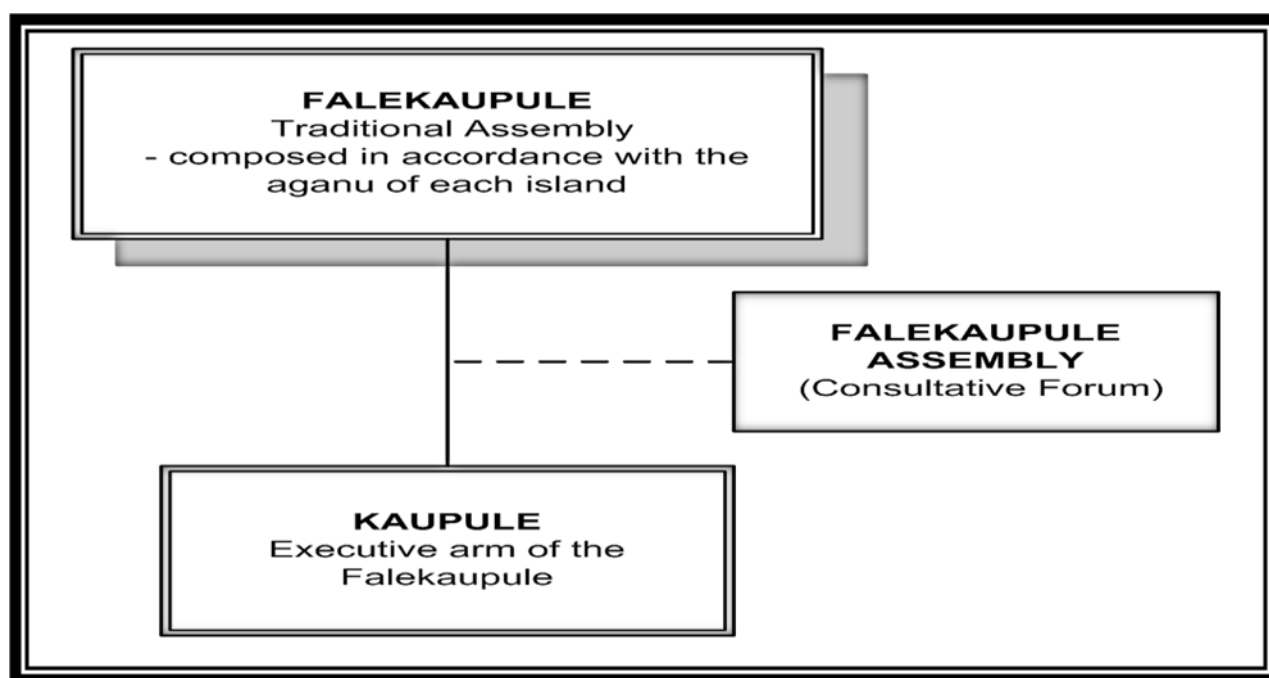 FALEKAUPULE
Traditional Assembly
- composed in accordance with the
aganu of each island
FALEKAUPULE
ASSEMBLY
(Consultative Forum)
KAUPULE
Executive arm of the
Falekaupule